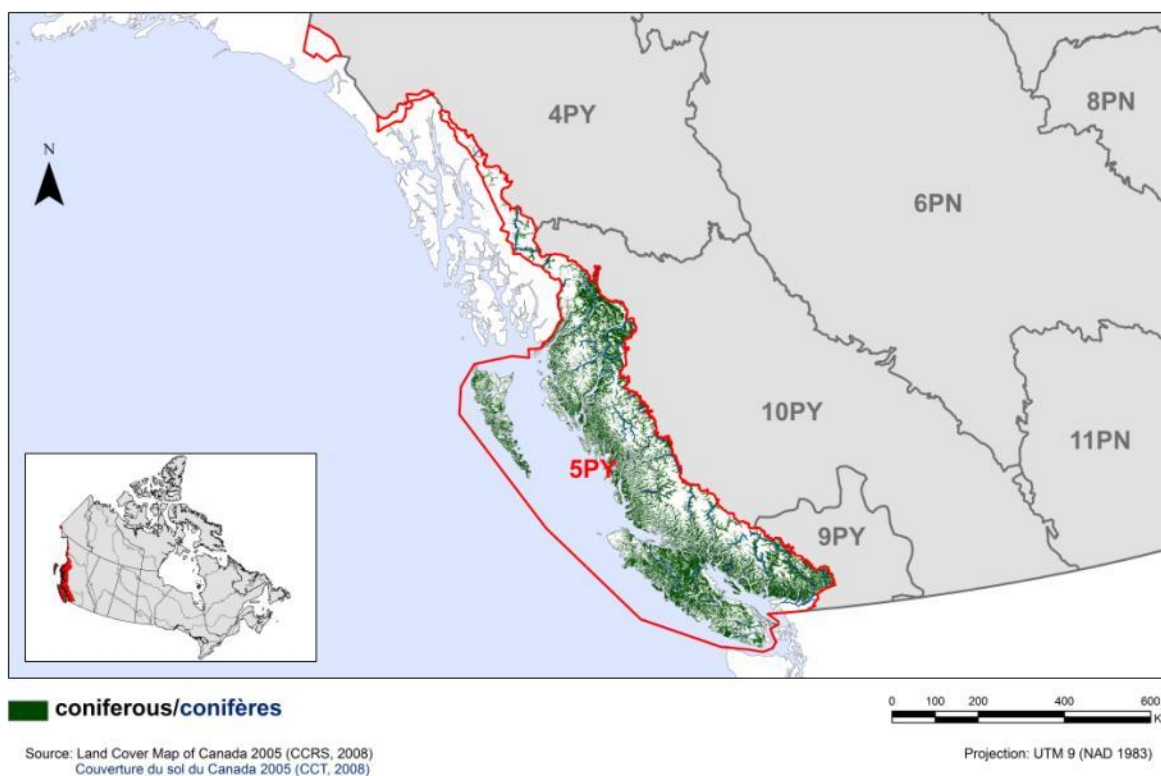 4PY
8PN
N
6PN
10PY
11PN
5PY
9PY
coniferous/conifères
0 100 200 400 600
K
Source: Land Cover Map of Canada 2005 (CCRS, 2008)
Couverture du sol du Canada 2005 (CCT, 2008)
Projection: UTM 9 (NAD 1983)